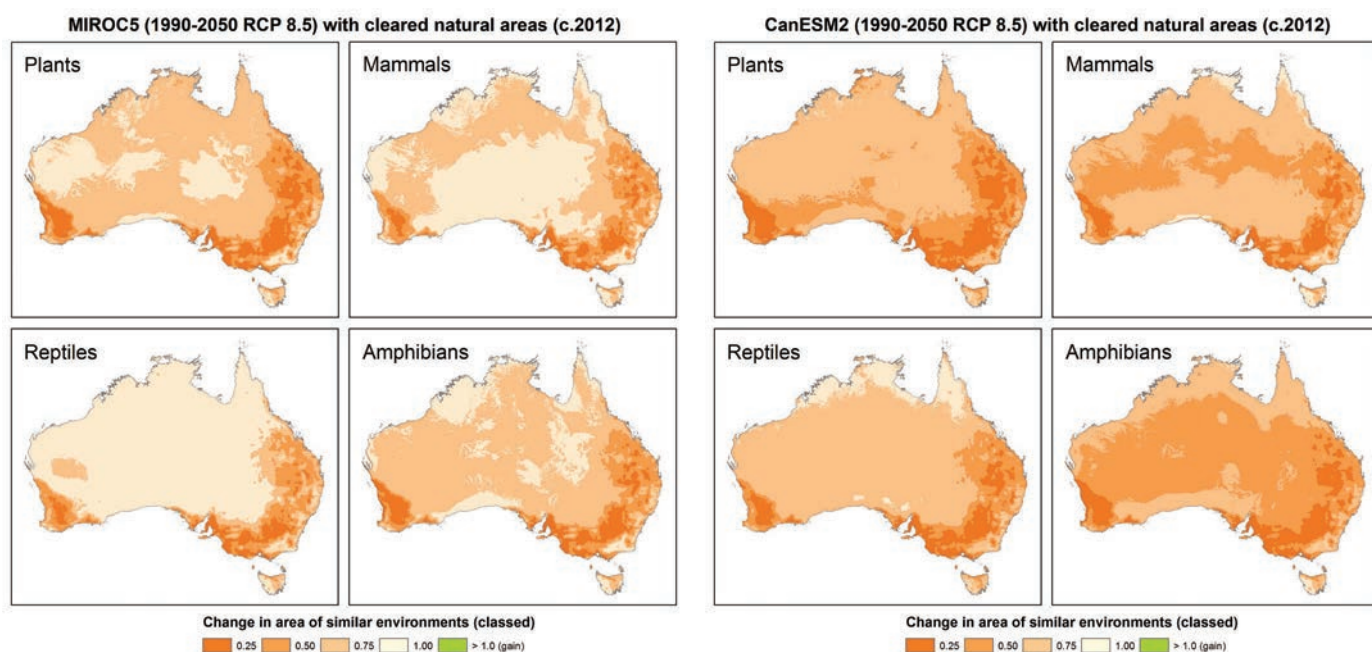 MIROC5 (1990-2050 RCP 8.5) with cleared natural areas (c.2012)
Plants
Mammals
Reptiles
Amphibians
Change in area of similar environments (classed)
0.25 0.50 0.75 1.00 > 1.0 (gain)
CanESM2 (1990-2050 RCP 8.5) with cleared natural areas (c.2012)
Plants
Mammals
Reptiles
Amphibians
Change in area of similar environments (classed)
0.25 0.50 0.75 1.00 > 1.0 (gain)